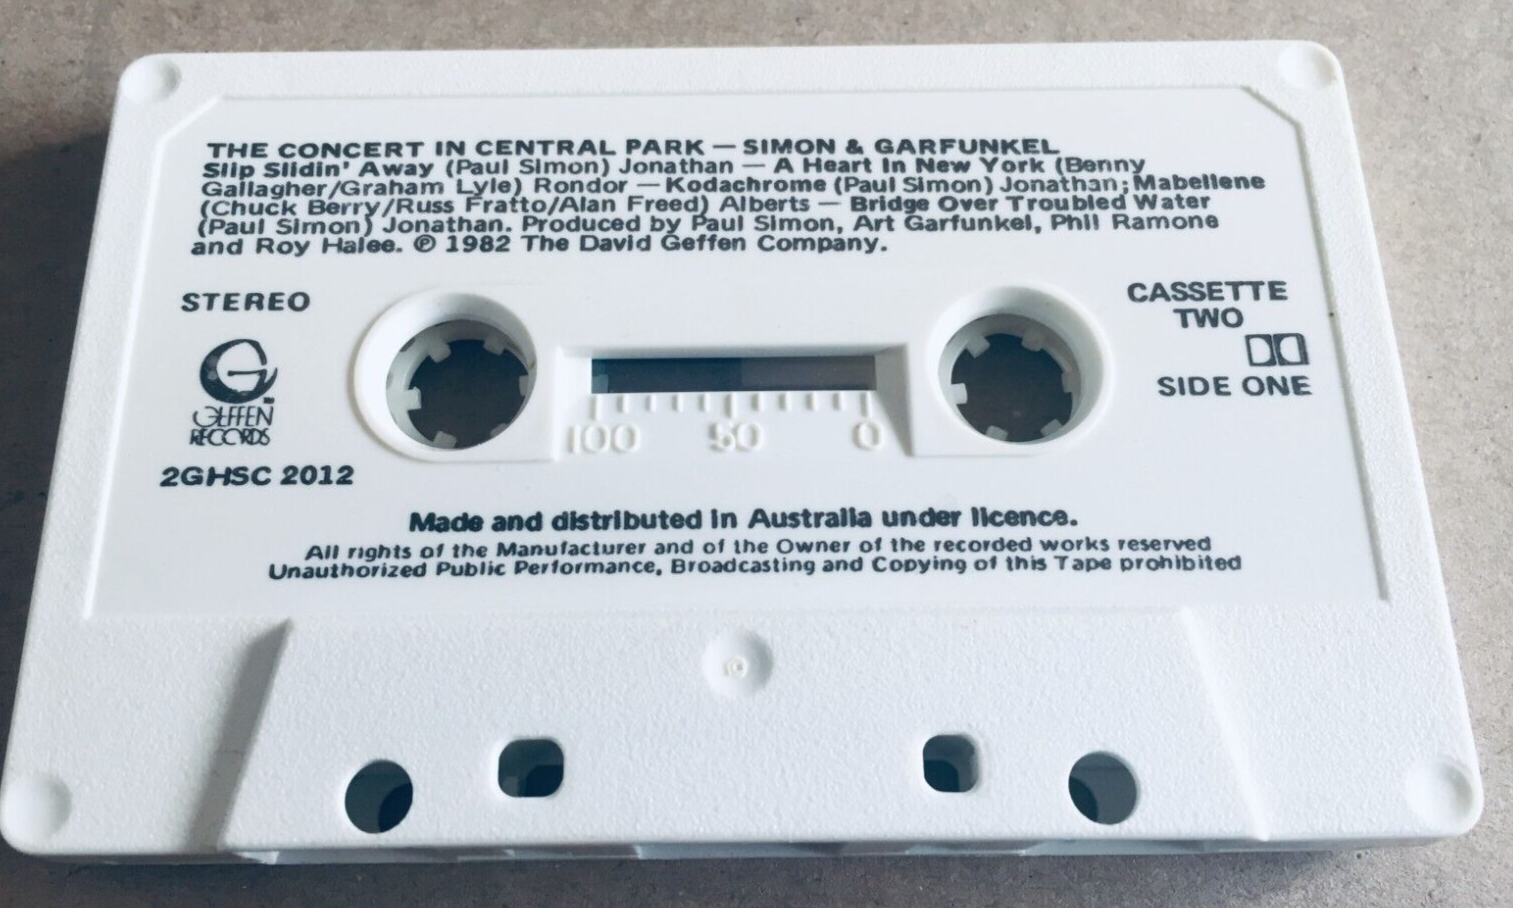 THE CONCERT IN CENTRAL PARK — SIMON & GARFUNKEL
Slip Slidin' Away (Paul Simon) Jonathan — A Heart In New York (Benny
Gallagher/Graham Lyle) Rondor — Kodachrome (Paul Simon) Jonathan; Mabellene
(Chuck Berry/Russ Fratto/Alan Freed) Alberts — Bridge Over Troubled Water
(Paul Simon) Jonathan. Produced by Paul Simon, Art Garfunkel, Phil Ramone
and Roy Halee. ℗ 1982 The David Geffen Company.
STEREO
CASSETTE
TWO
SIDE ONE
G
GEFFEN
RECORDS
™
100 50 0
2GHSC 2012
Made and distributed in Australia under licence.
All rights of the Manufacturer and of the Owner of the recorded works reserved
Unauthorized Public Performance, Broadcasting and Copying of this Tape prohibited